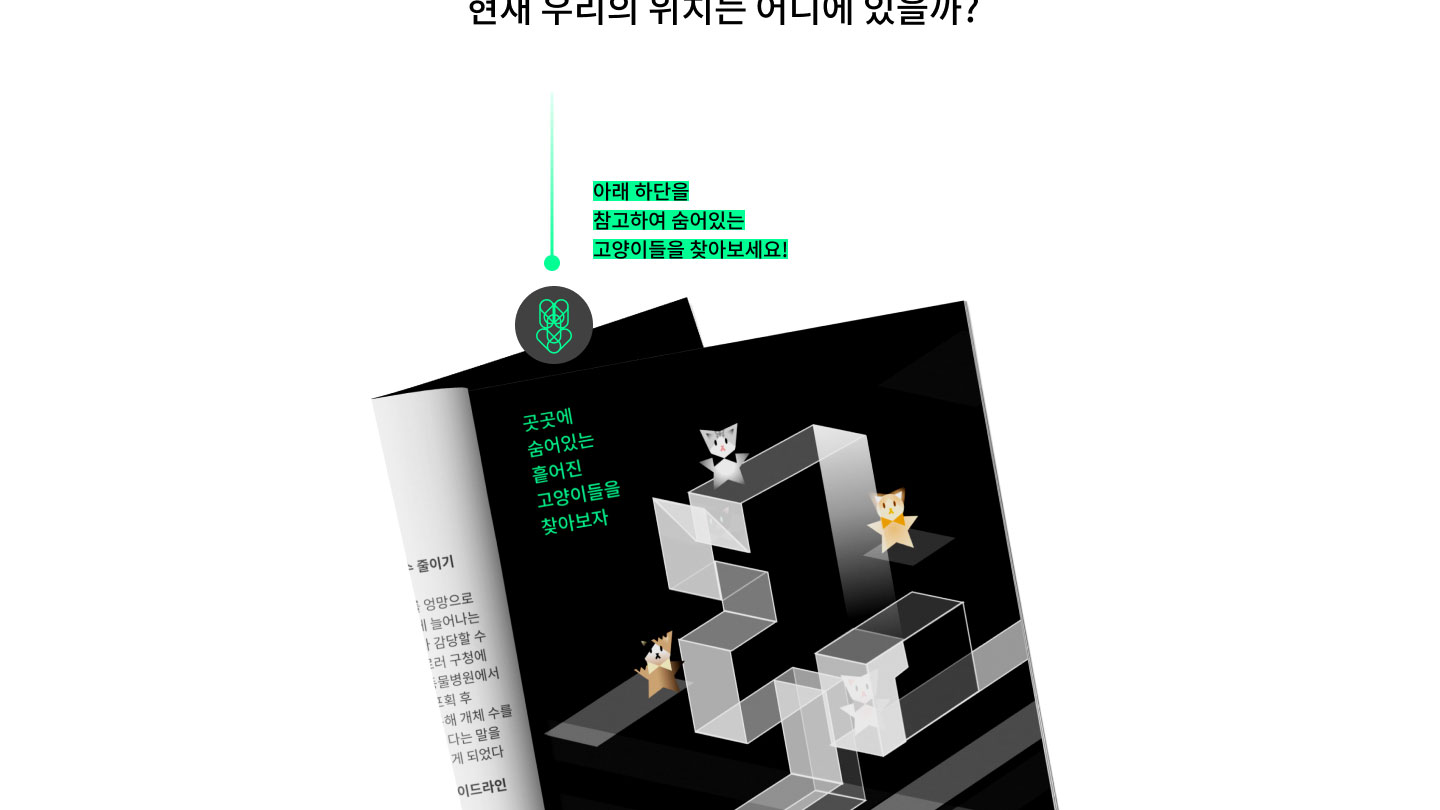 현재 우리의 위치는 어디에 있을까?
아래 하단을
참고하여 숨어있는
고양이들을 찾아보세요!
곳곳에
숨어있는
흩어진
고양이들을
찾아보자
줄이기
엉망으로
늘어나는
감당할 수
구청에
동물병원에서
포획 후
개체 수를
다는 말을
게 되었다
이드라인